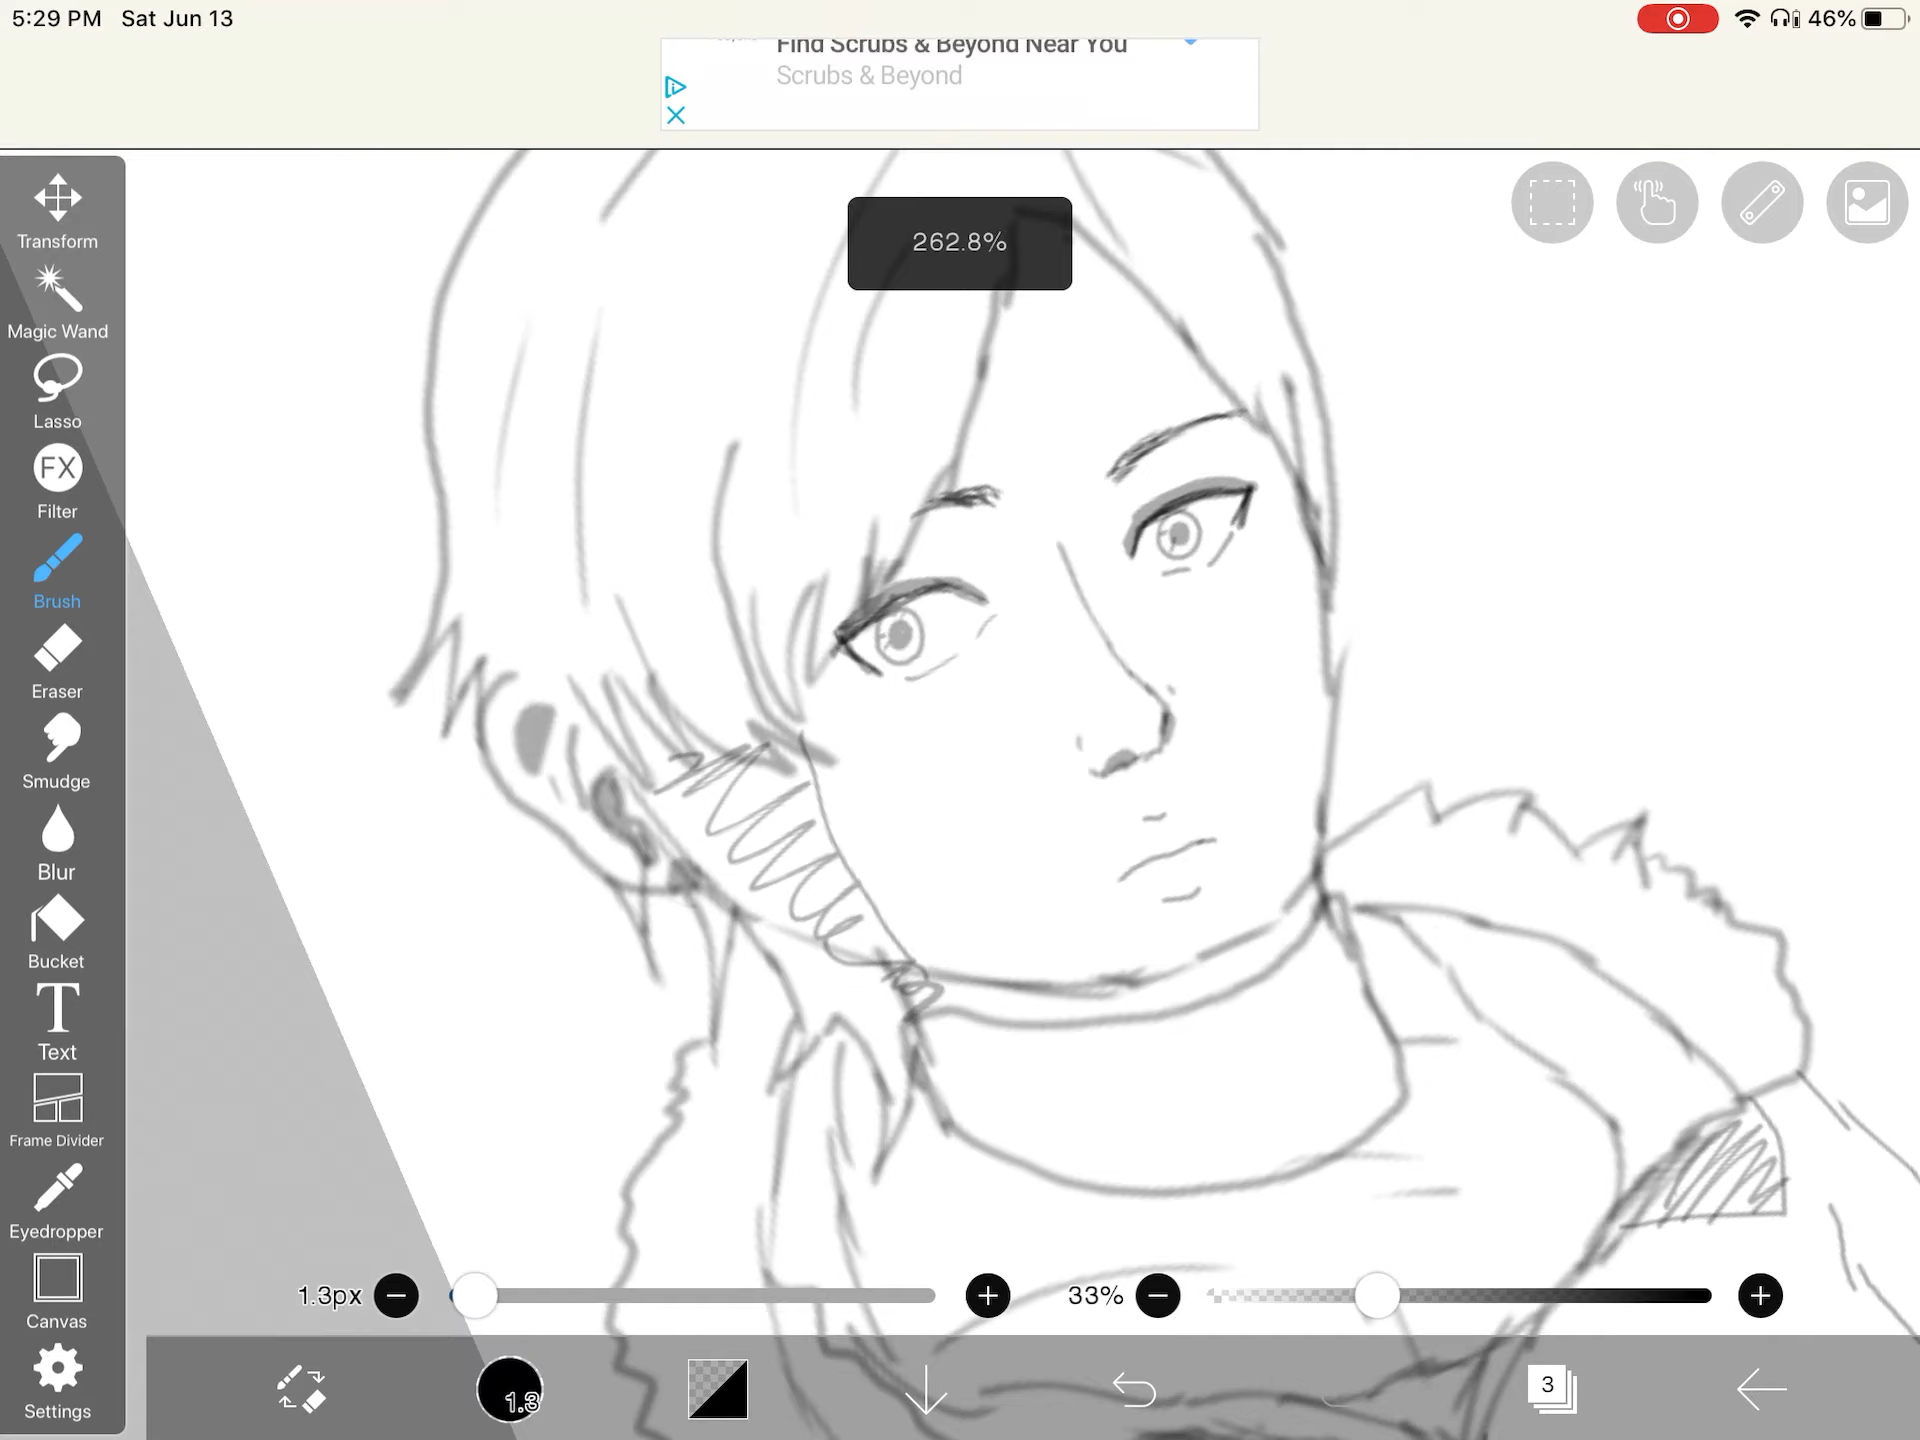 5:29 PM Sat Jun 13
46%
Find Scrubs & Beyond Near You
Scrubs & Beyond
262.8%
Transform
Magic Wand
Lasso
FX
Filter
Brush
Eraser
Smudge
Blur
Bucket
T
Text
Frame Divider
Eyedropper
Canvas
Settings
1.3px
33%
1.3
3